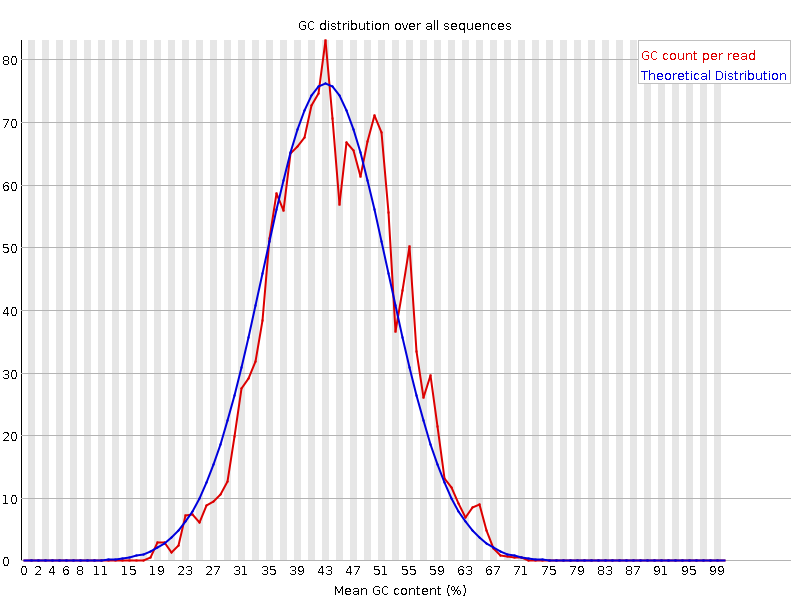 GC distribution over all sequences
GC count per read
Theoretical Distribution
80
70
60
50
40
30
20
10
0
0 2 4 6 8 11 15 19 23 27 31 35 39 43 47 51 55 59 63 67 71 75 79 83 87 91 95 99
Mean GC content (%)